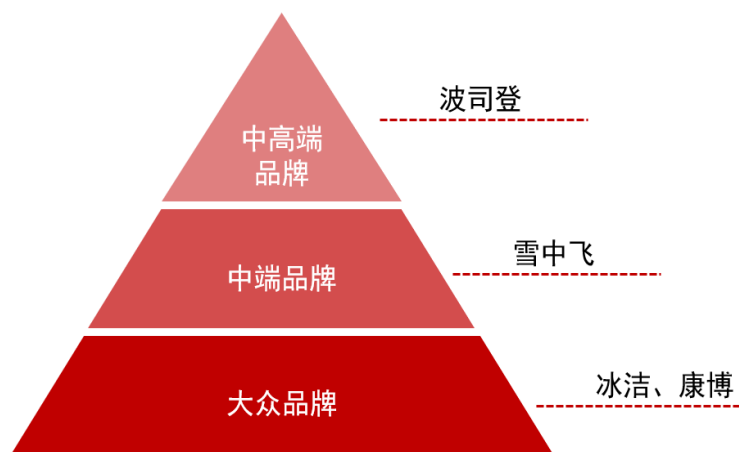 波司登
中高端
品牌
雪中飞
中端品牌
冰洁、康博
大众品牌